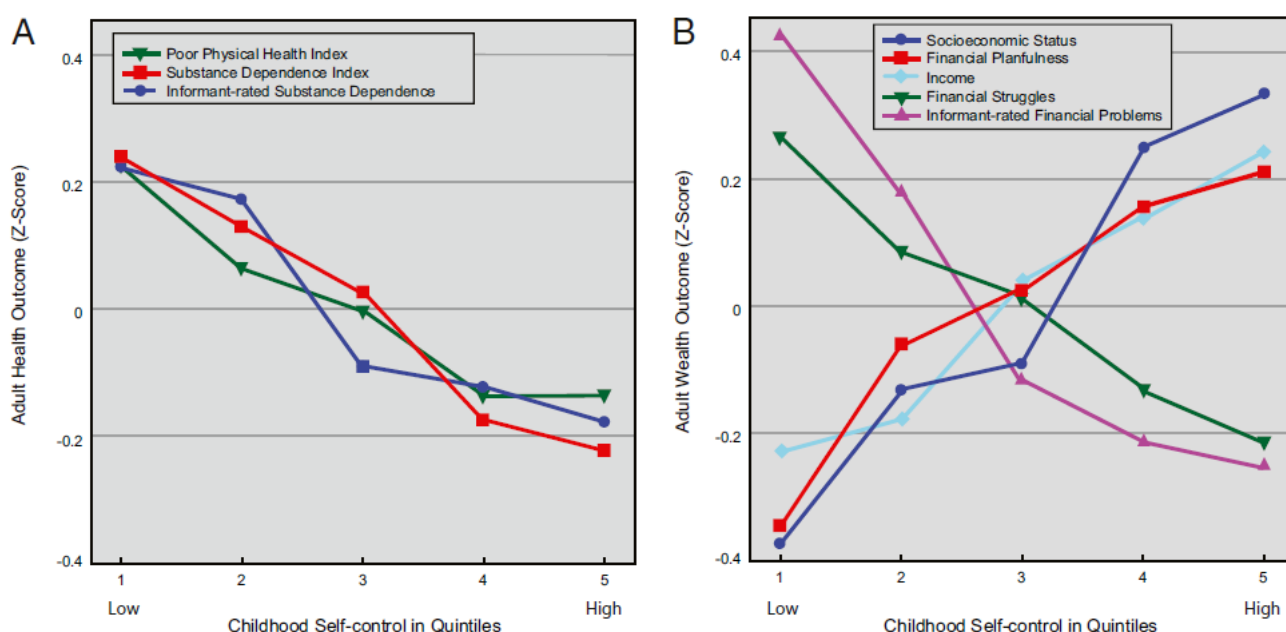 A
Poor Physical Health Index
Substance Dependence Index
Informant-rated Substance Dependence
Adult Health Outcome (Z-Score)
0.4
0.2
0
-0.2
-0.4
1 2 3 4 5
Low High
Childhood Self-control in Quintiles
B
Socioeconomic Status
Financial Planfulness
Income
Financial Struggles
Informant-rated Financial Problems
Adult Wealth Outcome (Z-Score)
0.4
0.2
0
-0.2
-0.4
1 2 3 4 5
Low High
Childhood Self-control in Quintiles